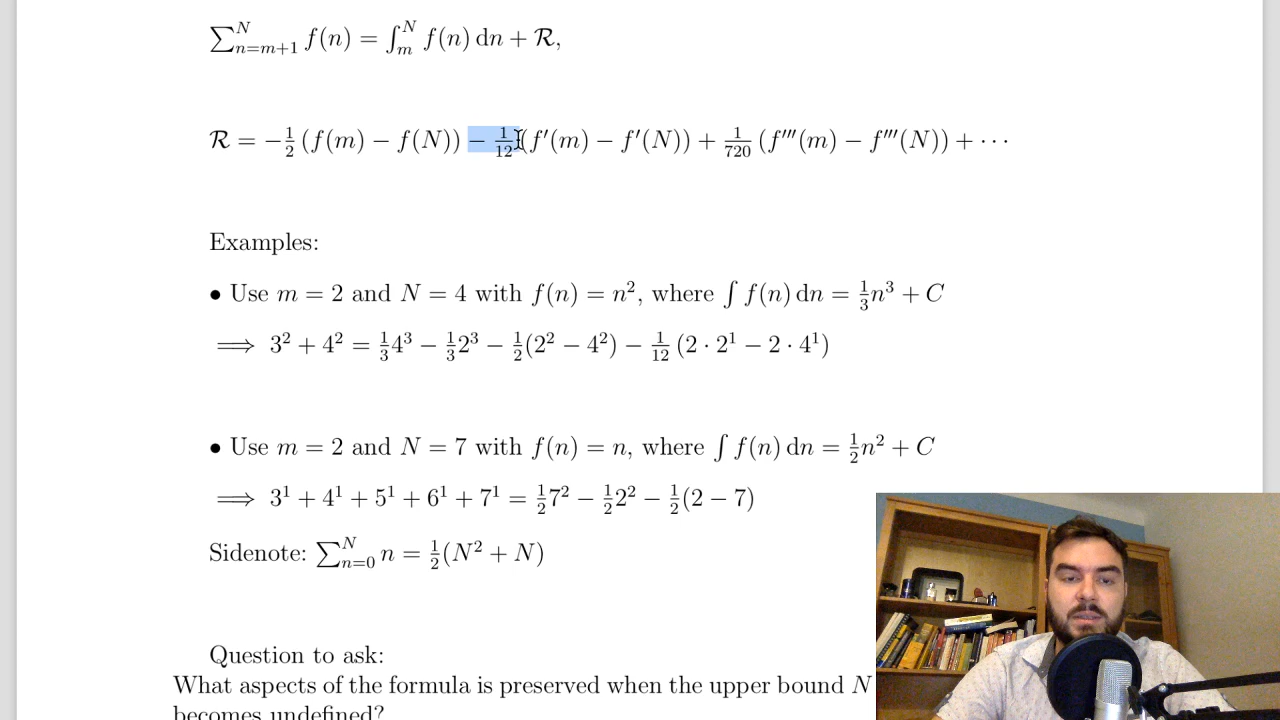 ∑_{n=m+1}^{N} f(n) = ∫_m^N f(n) dn + ℛ,
ℛ = −1/2 (f(m) − f(N)) − 1/12 (f′(m) − f′(N)) + 1/720 (f‴(m) − f‴(N)) + ⋯
Examples:
• Use m = 2 and N = 4 with f(n) = n², where ∫ f(n) dn = 1/3 n³ + C
⟹ 3² + 4² = 1/3 4³ − 1/3 2³ − 1/2 (2² − 4²) − 1/12 (2 · 2¹ − 2 · 4¹)
• Use m = 2 and N = 7 with f(n) = n, where ∫ f(n) dn = 1/2 n² + C
⟹ 3¹ + 4¹ + 5¹ + 6¹ + 7¹ = 1/2 7² − 1/2 2² − 1/2 (2 − 7)
Sidenote: ∑_{n=0}^{N} n = 1/2 (N² + N)
Question to ask:
What aspects of the formula is preserved when the upper bound N
becomes undefined?